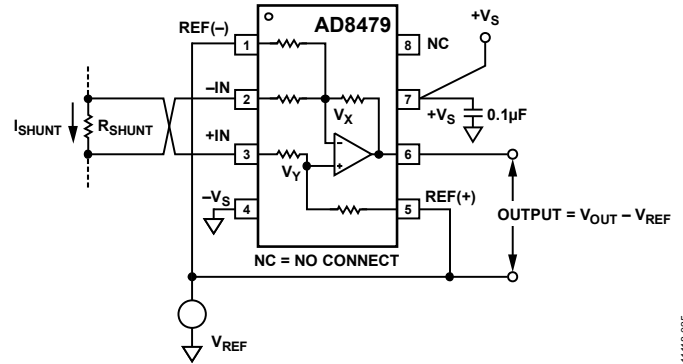 REF(–)
AD8479
+VS
1
8
NC
–IN
2
7
VX
+VS
0.1µF
ISHUNT
RSHUNT
+IN
3
6
VY
REF(+)
–VS
4
5
OUTPUT = VOUT – VREF
NC = NO CONNECT
VREF